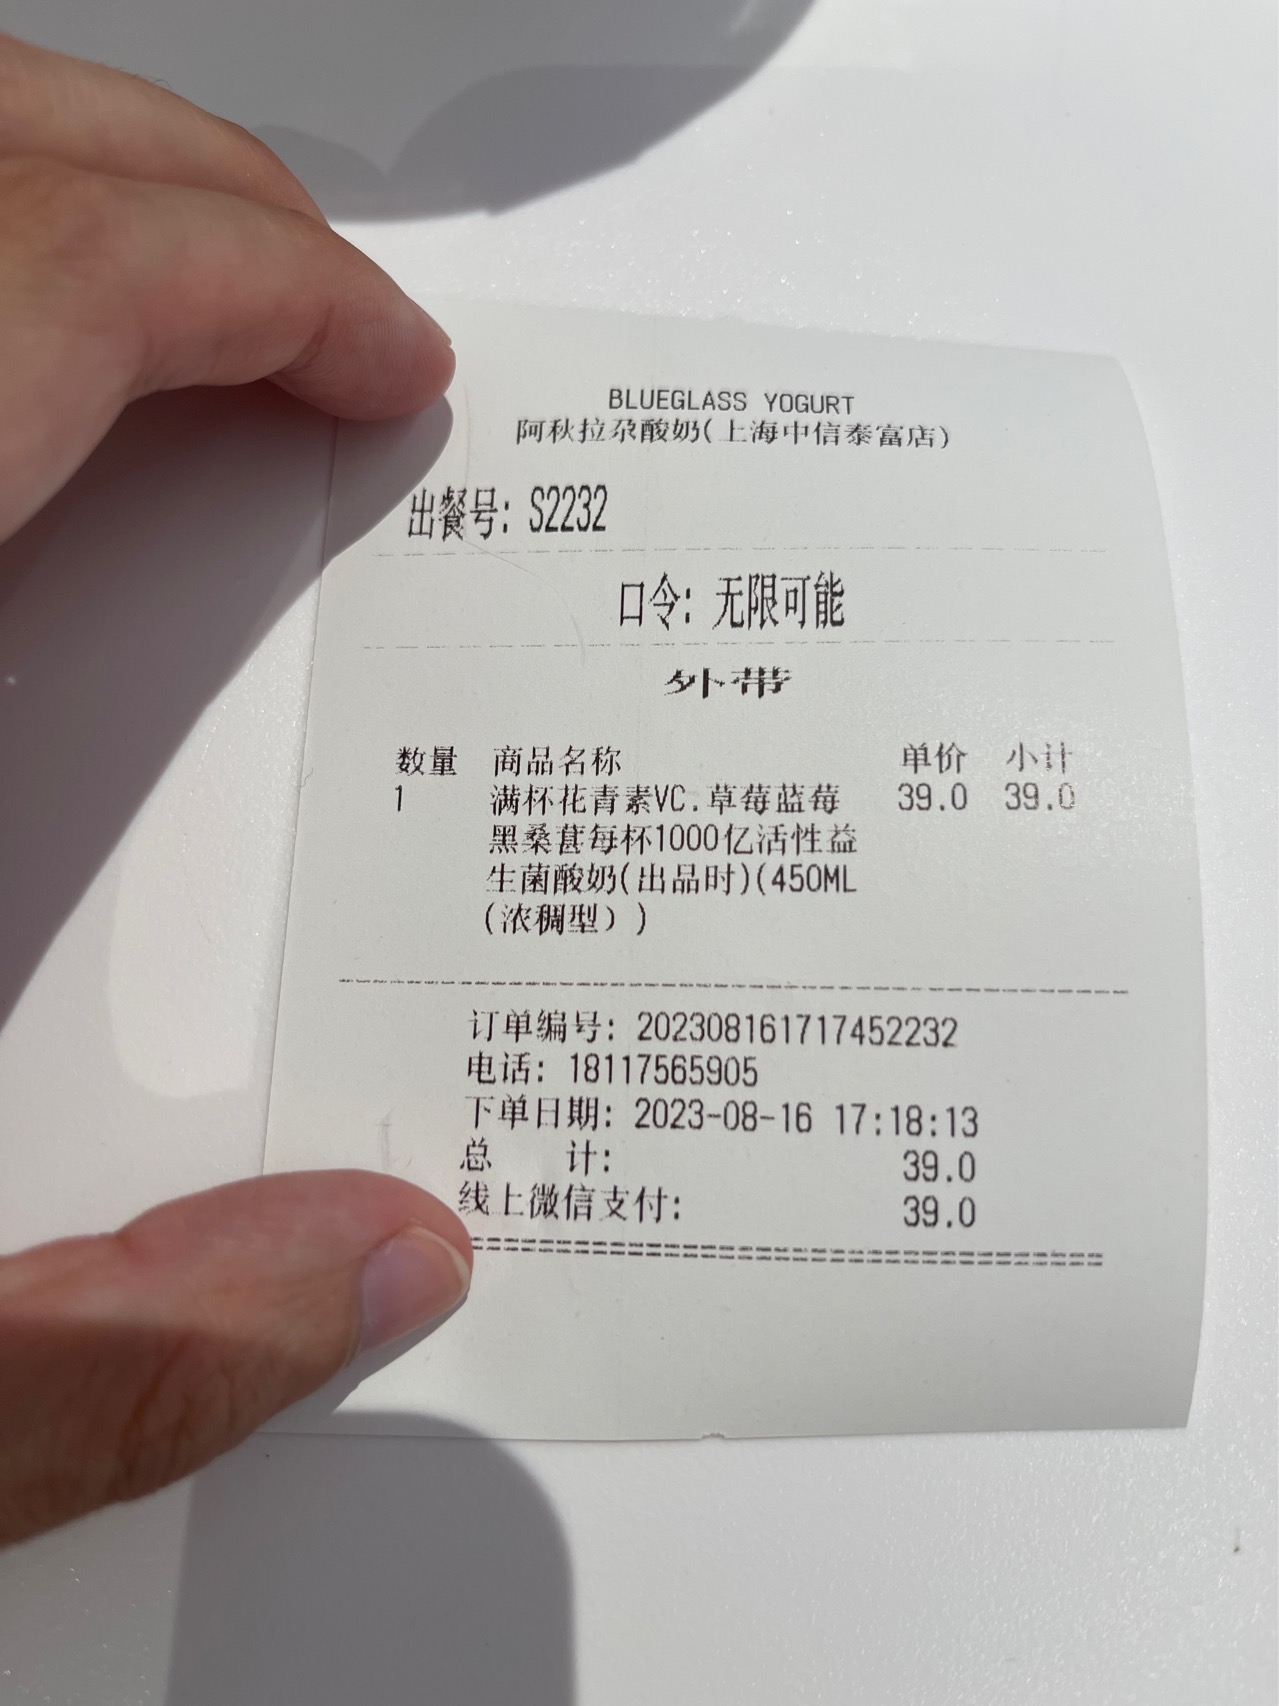 BLUEGLASS YOGURT
阿秋拉尕酸奶(上海中信泰富店)
出餐号: S2232
口令: 无限可能
外带
数量 商品名称 单价 小计
1 满杯花青素VC.草莓蓝莓 39.0 39.0
黑桑葚每杯1000亿活性益
生菌酸奶(出品时)(450ML
(浓稠型））
订单编号: 202308161717452232
电话: 18117565905
下单日期: 2023-08-16 17:18:13
总 计: 39.0
线上微信支付: 39.0